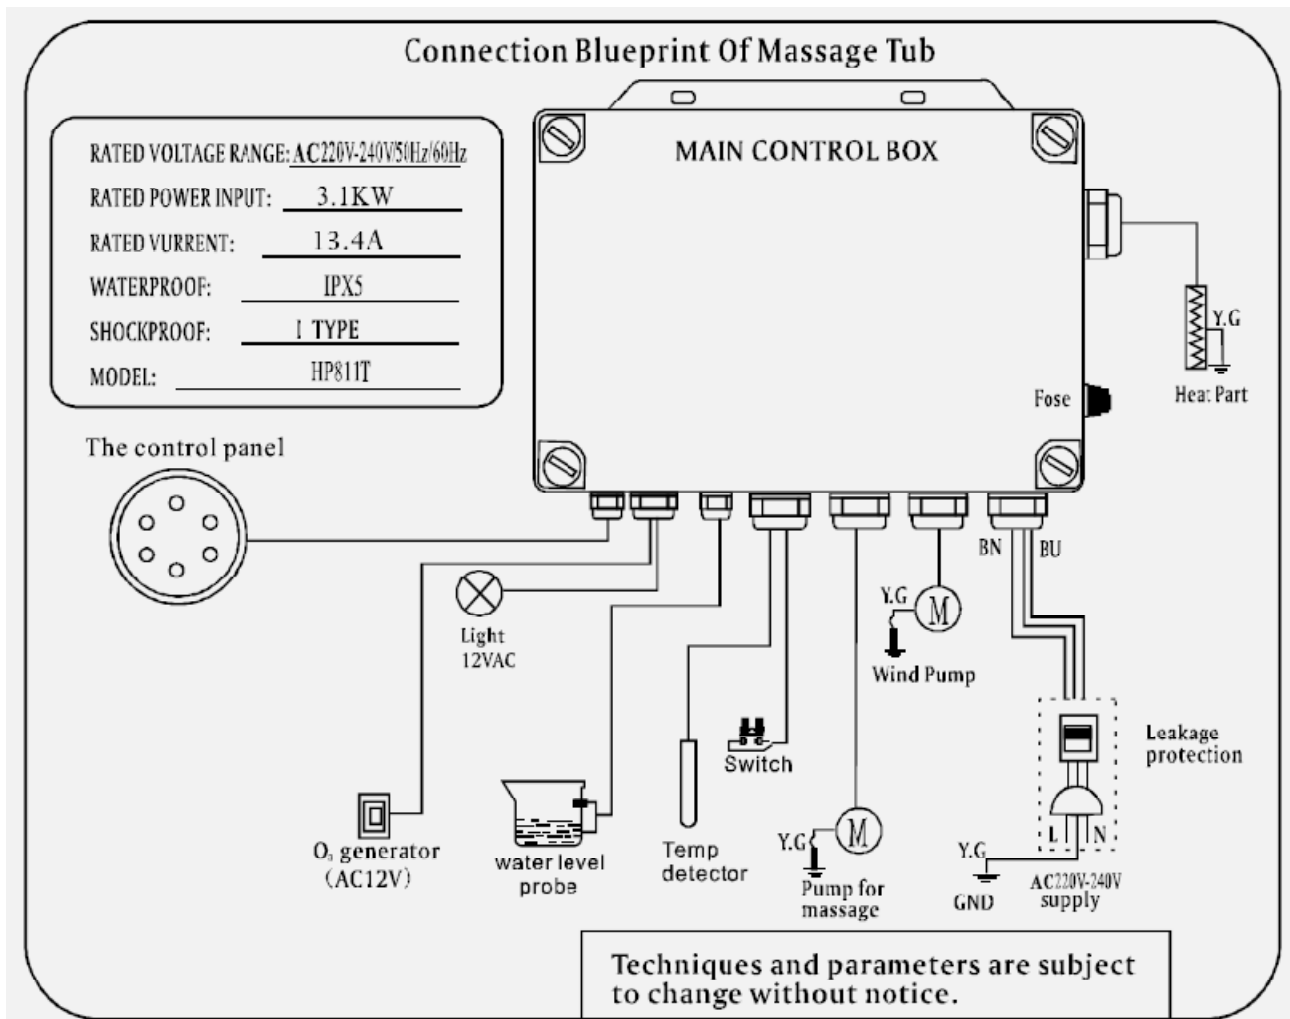 Connection Blueprint Of Massage Tub
RATED VOLTAGE RANGE: AC220V-240V/50Hz/60Hz
RATED POWER INPUT: 3.1KW
RATED VURRENT: 13.4A
WATERPROOF: IPX5
SHOCKPROOF: I TYPE
MODEL: HP811T
MAIN CONTROL BOX
Y.G
Heat Part
Fose
The control panel
BN
BU
Light
12VAC
Y.G
M
Wind Pump
Switch
Leakage
protection
O₃ generator
(AC12V)
water level
probe
Temp
detector
Y.G
M
Pump for
massage
L
N
Y.G
GND
AC220V-240V
supply
Techniques and parameters are subject
to change without notice.